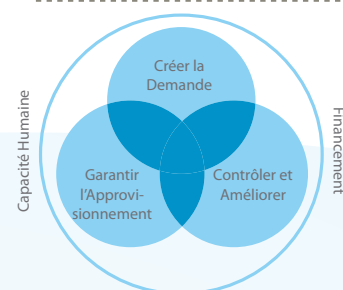 Créer la
Demande
Capacité Humaine
Financement
Garantir
l'Approvi-
sionnement
Contrôler et
Améliorer